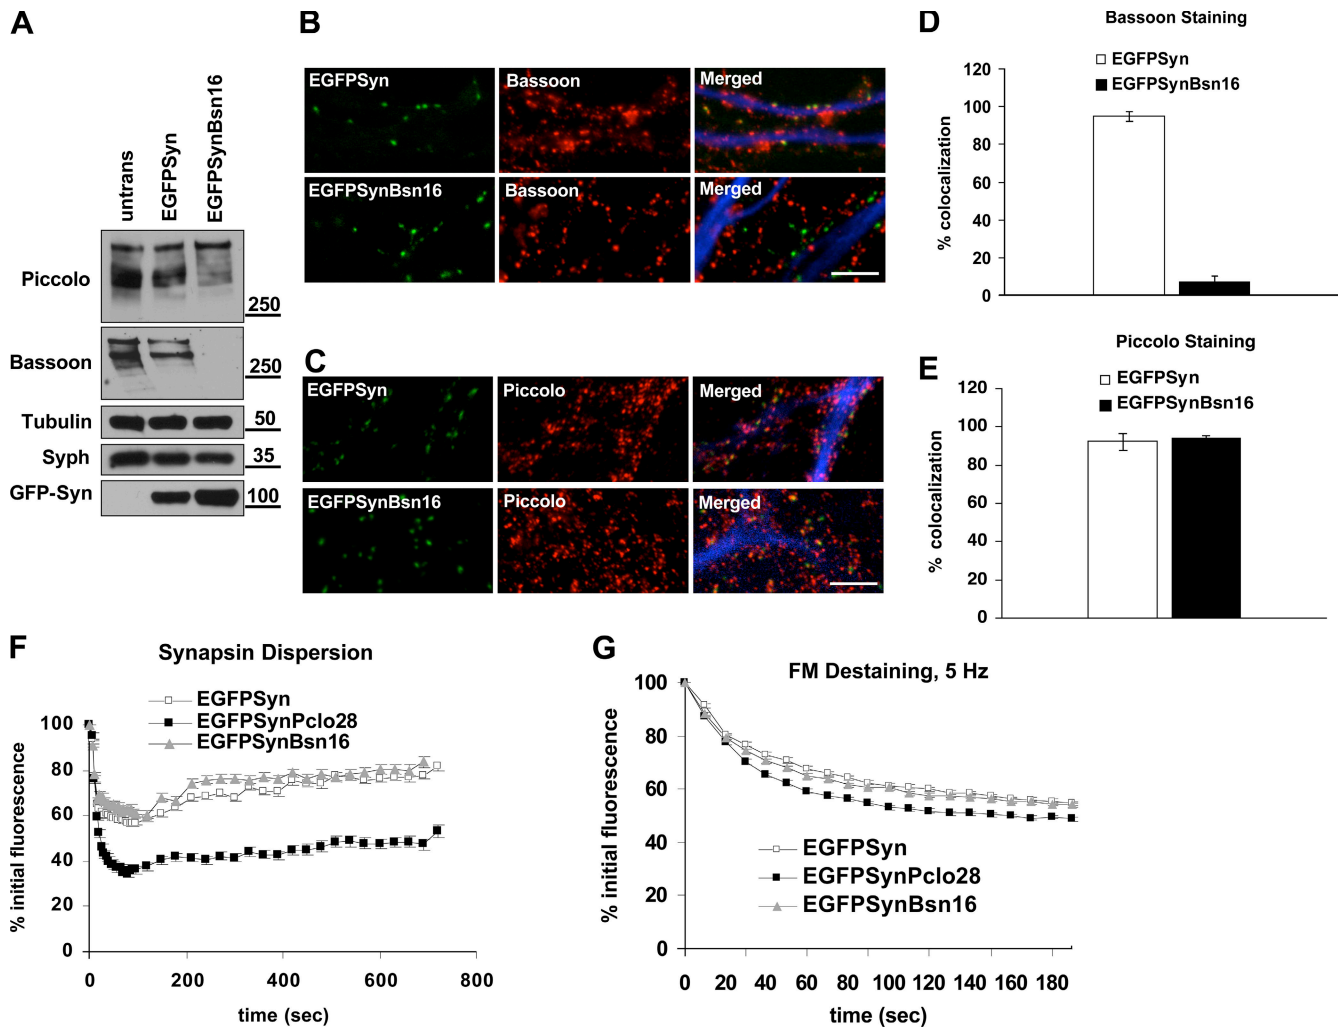 A
untrans
EGFPSyn
EGFPSynBsn16
Piccolo
250
Bassoon
250
Tubulin
50
Syph
35
GFP-Syn
100
B
EGFPSyn
Bassoon
Merged
EGFPSynBsn16
Bassoon
Merged
C
EGFPSyn
Piccolo
Merged
EGFPSynBsn16
Piccolo
Merged
D
Bassoon Staining
EGFPSyn
EGFPSynBsn16
% colocalization
120
100
80
60
40
20
0
E
Piccolo Staining
EGFPSyn
EGFPSynBsn16
% colocalization
120
100
80
60
40
20
0
F
Synapsin Dispersion
EGFPSyn
EGFPSynPclo28
EGFPSynBsn16
% initial fluorescence
100
80
60
40
20
0
0 200 400 600 800
time (sec)
G
FM Destaining, 5 Hz
% initial fluorescence
100
80
60
40
20
0
EGFPSyn
EGFPSynPclo28
EGFPSynBsn16
0 20 40 60 80 100 120 140 160 180
time (sec)